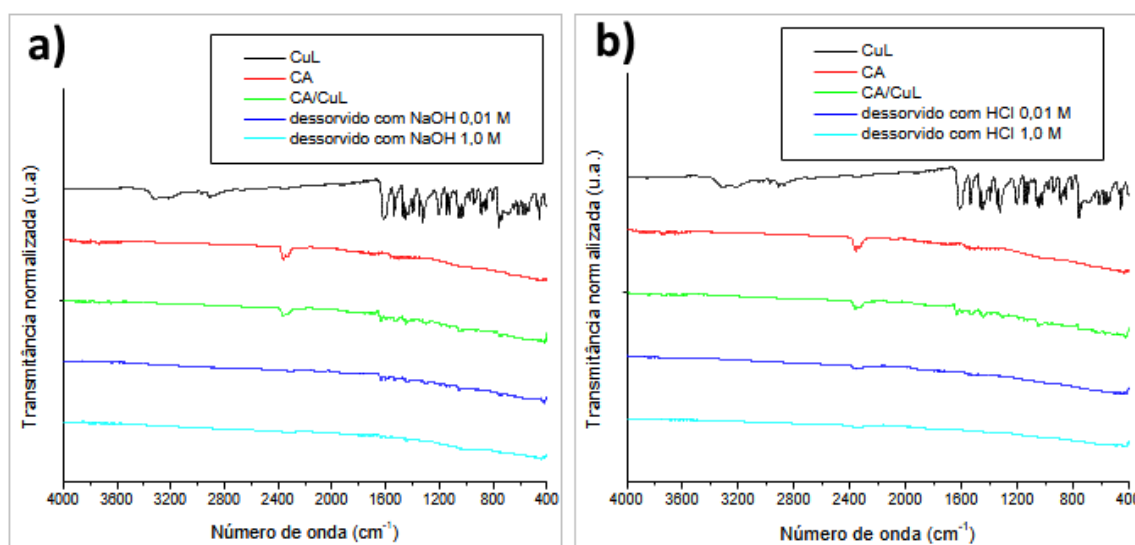 a)
CuL
CA
CA/CuL
dessorvido com NaOH 0,01 M
dessorvido com NaOH 1,0 M
Transmitância normalizada (u.a)
4000 3600 3200 2800 2400 2000 1600 1200 800 400
Número de onda (cm⁻¹)
b)
CuL
CA
CA/CuL
dessorvido com HCl 0,01 M
dessorvido com HCl 1,0 M
Transmitância normalizada (u.a.)
4000 3600 3200 2800 2400 2000 1600 1200 800 400
Número de onda (cm⁻¹)